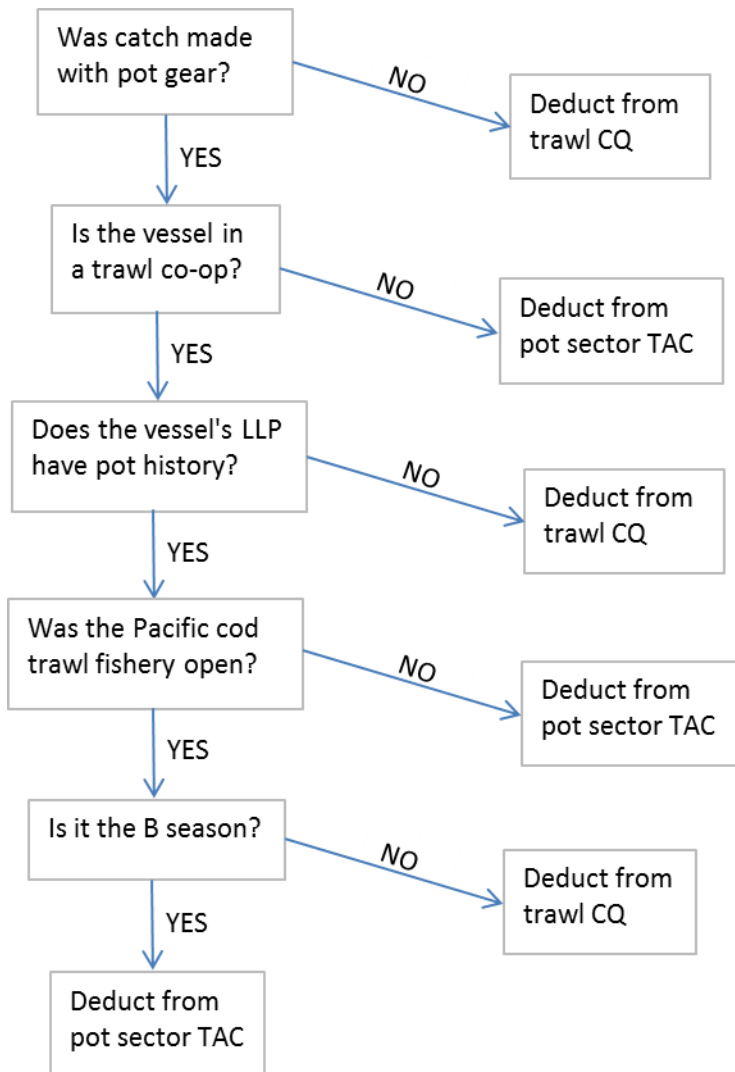 Was catch made
with pot gear?
NO
Deduct from
trawl CQ
YES
Is the vessel in
a trawl co-op?
NO
Deduct from
pot sector TAC
YES
Does the vessel's LLP
have pot history?
NO
Deduct from
trawl CQ
YES
Was the Pacific cod
trawl fishery open?
NO
Deduct from
pot sector TAC
YES
Is it the B season?
NO
Deduct from
trawl CQ
YES
Deduct from
pot sector TAC